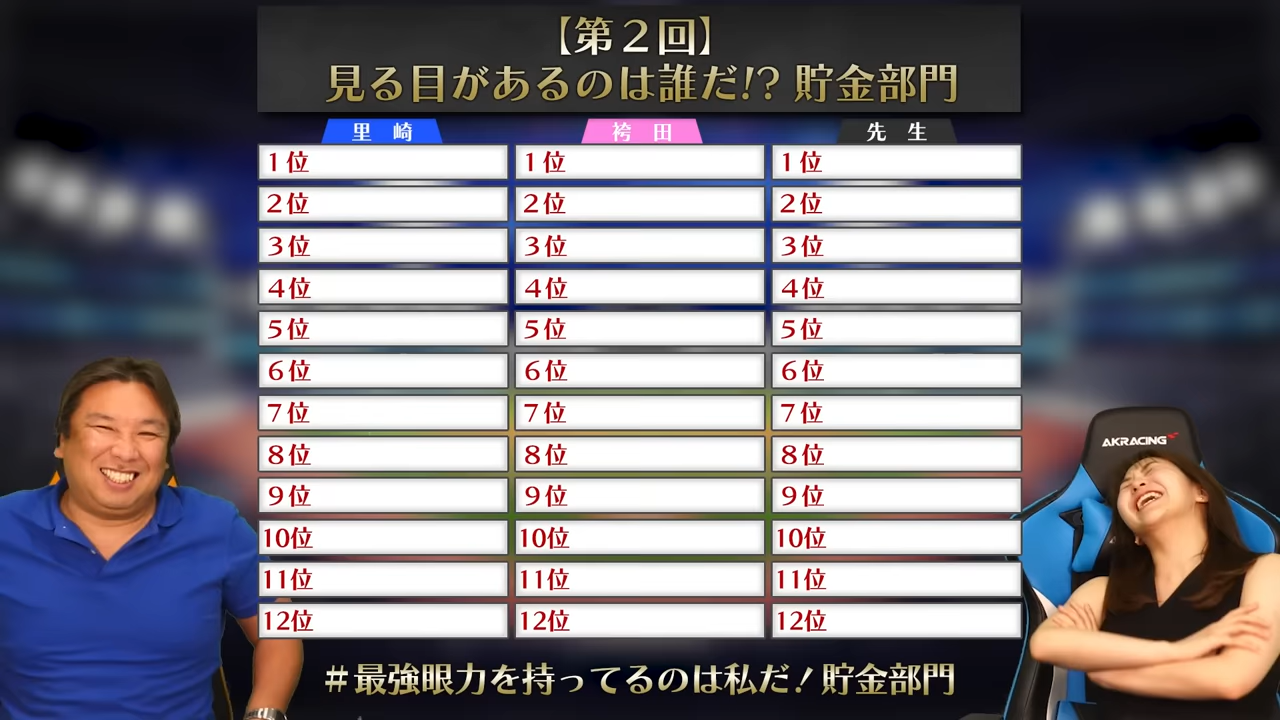 【第２回】
見る目があるのは誰だ!? 貯金部門
里崎 袴田 先生
1位 1位 1位
2位 2位 2位
3位 3位 3位
4位 4位 4位
5位 5位 5位
6位 6位 6位
7位 7位 7位
8位 8位 8位
9位 9位 9位
10位 10位 10位
11位 11位 11位
12位 12位 12位
AKRACING
＃最強眼力を持ってるのは私だ！貯金部門